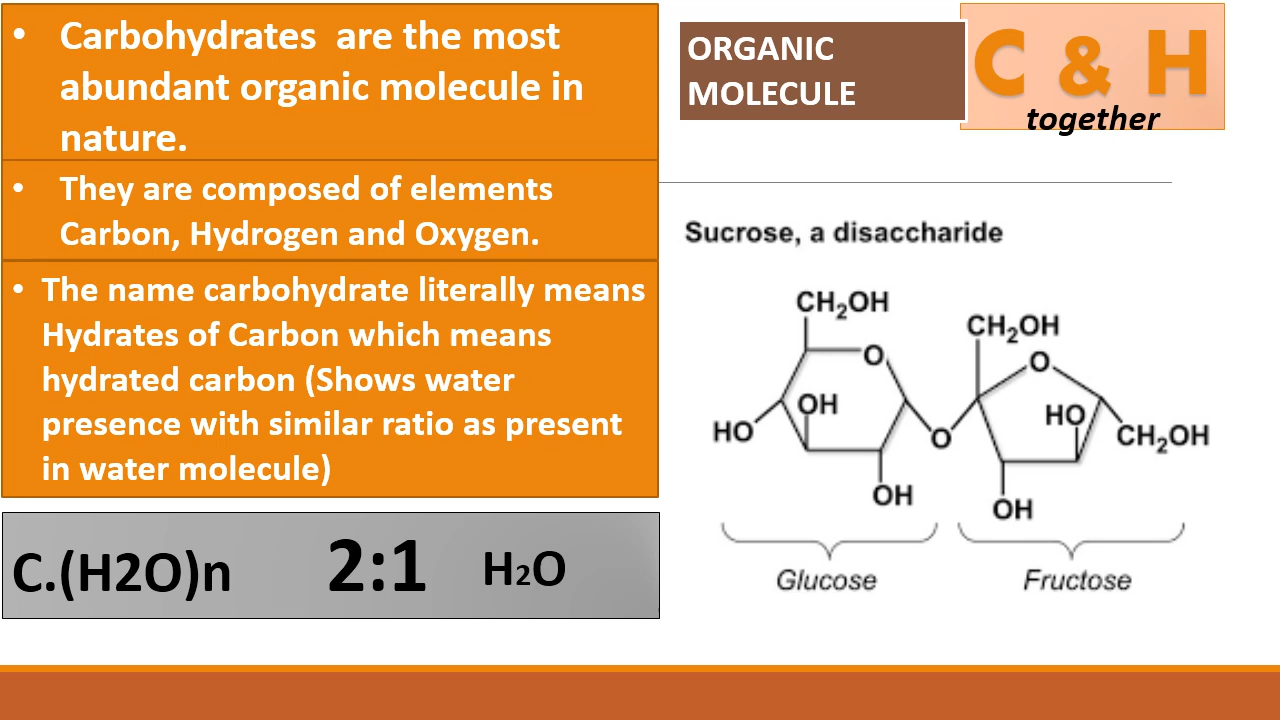 • Carbohydrates  are the most
abundant organic molecule in
nature.
• They are composed of elements
Carbon, Hydrogen and Oxygen.
• The name carbohydrate literally means
Hydrates of Carbon which means
hydrated carbon (Shows water
presence with similar ratio as present
in water molecule)
C.(H2O)n 2:1 H₂O
ORGANIC
MOLECULE
C & H
together
Sucrose, a disaccharide
CH₂OH
CH₂OH
O
O
OH
HO
HO
O
CH₂OH
OH
OH
Glucose
Fructose